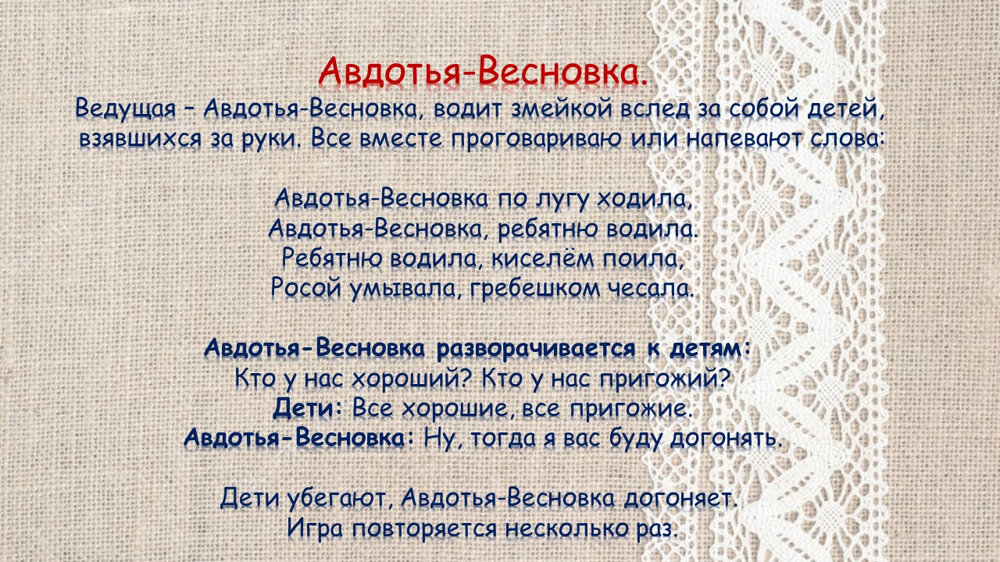 Авдотья-Весновка.
Ведущая – Авдотья-Весновка, водит змейкой вслед за собой детей,
взявшихся за руки. Все вместе проговариваю или напевают слова:
Авдотья-Весновка по лугу ходила,
Авдотья-Весновка, ребятню водила.
Ребятню водила, киселём поила,
Росой умывала, гребешком чесала.
Авдотья-Весновка разворачивается к детям:
Кто у нас хороший? Кто у нас пригожий?
Дети: Все хорошие, все пригожие.
Авдотья-Весновка: Ну, тогда я вас буду догонять.
Дети убегают, Авдотья-Весновка догоняет.
Игра повторяется несколько раз.